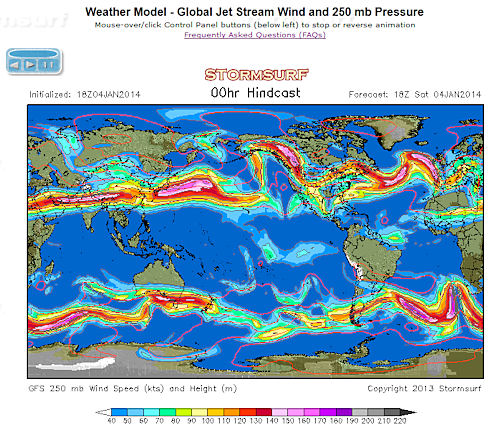 Weather Model - Global Jet Stream Wind and 250 mb Pressure
Mouse-over/click Control Panel buttons (below left) to stop or reverse animation
Frequently Asked Questions (FAQs)
STORMSURF
Initialized: 18Z04JAN2014 00hr Hindcast Forecast: 18Z Sat 04JAN2014
GFS 250 mb Wind Speed (kts) and Height (m) Copyright 2013 Stormsurf
40 50 60 70 80 90 100 110 120 130 140 150 160 170 180 190 200 210 220